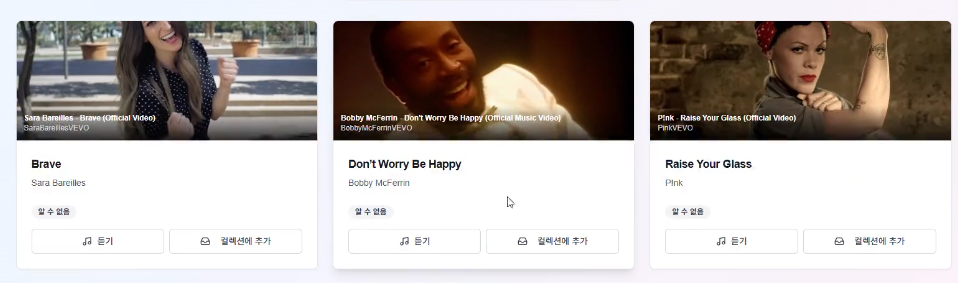 Sara Bareilles - Brave (Official Video)
SaraBareillesVEVO
Brave
Sara Bareilles
알 수 없음
듣기
컬렉션에 추가
Bobby McFerrin - Don't Worry Be Happy (Official Music Video)
BobbyMcFerrinVEVO
Don't Worry Be Happy
Bobby McFerrin
알 수 없음
듣기
컬렉션에 추가
P!nk - Raise Your Glass (Official Video)
P!nkVEVO
Raise Your Glass
P!nk
알 수 없음
듣기
컬렉션에 추가